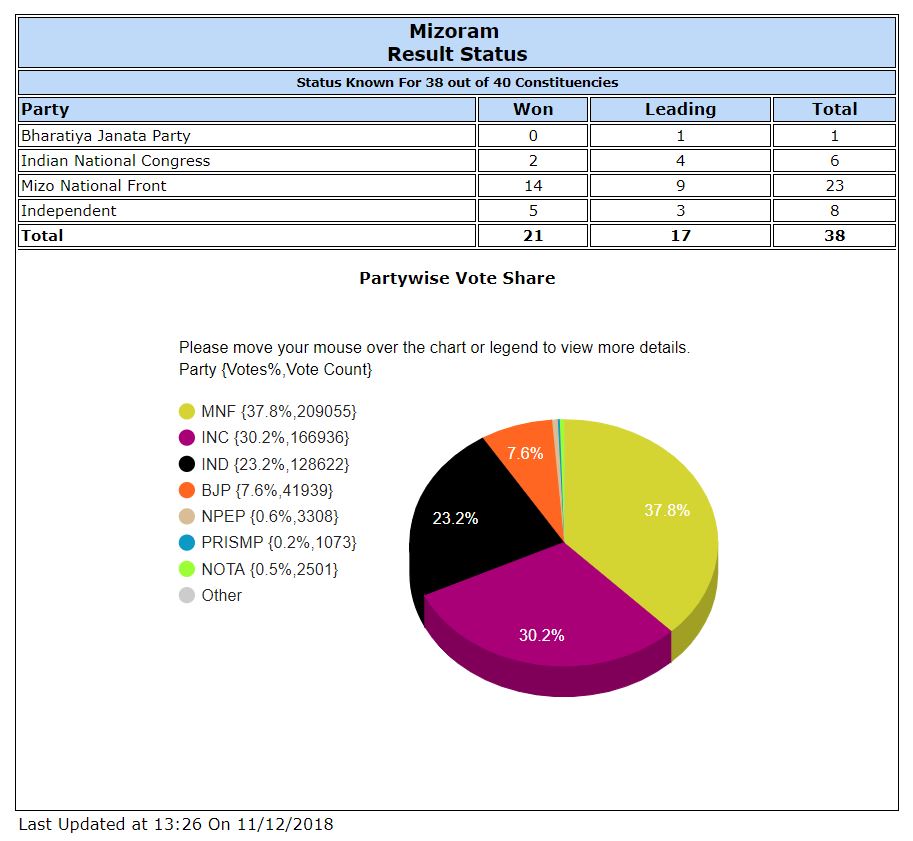 Mizoram
Result Status
Status Known For 38 out of 40 Constituencies
Party Won Leading Total
Bharatiya Janata Party 0 1 1
Indian National Congress 2 4 6
Mizo National Front 14 9 23
Independent 5 3 8
Total 21 17 38
Partywise Vote Share
Please move your mouse over the chart or legend to view more details.
Party {Votes%,Vote Count}
MNF {37.8%,209055}
INC {30.2%,166936}
IND {23.2%,128622}
BJP {7.6%,41939}
NPEP {0.6%,3308}
PRISMP {0.2%,1073}
NOTA {0.5%,2501}
Other
7.6%
37.8%
23.2%
30.2%
Last Updated at 13:26 On 11/12/2018